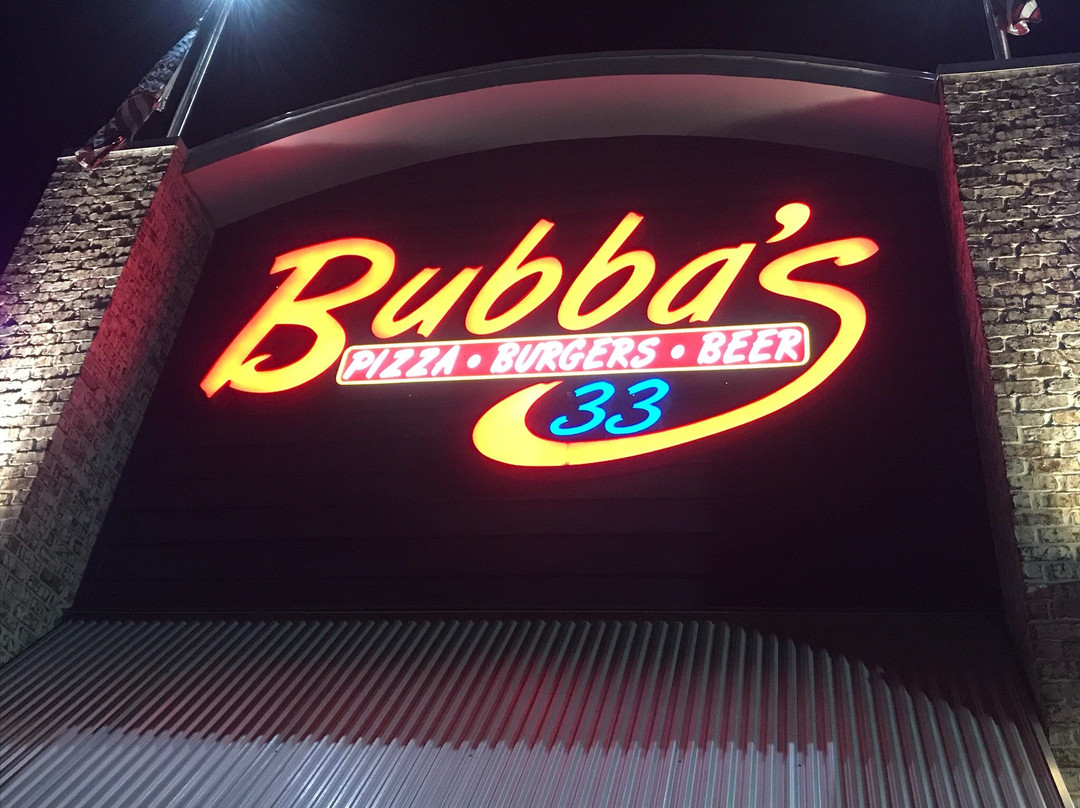 Bubba's
PIZZA • BURGERS • BEER
33